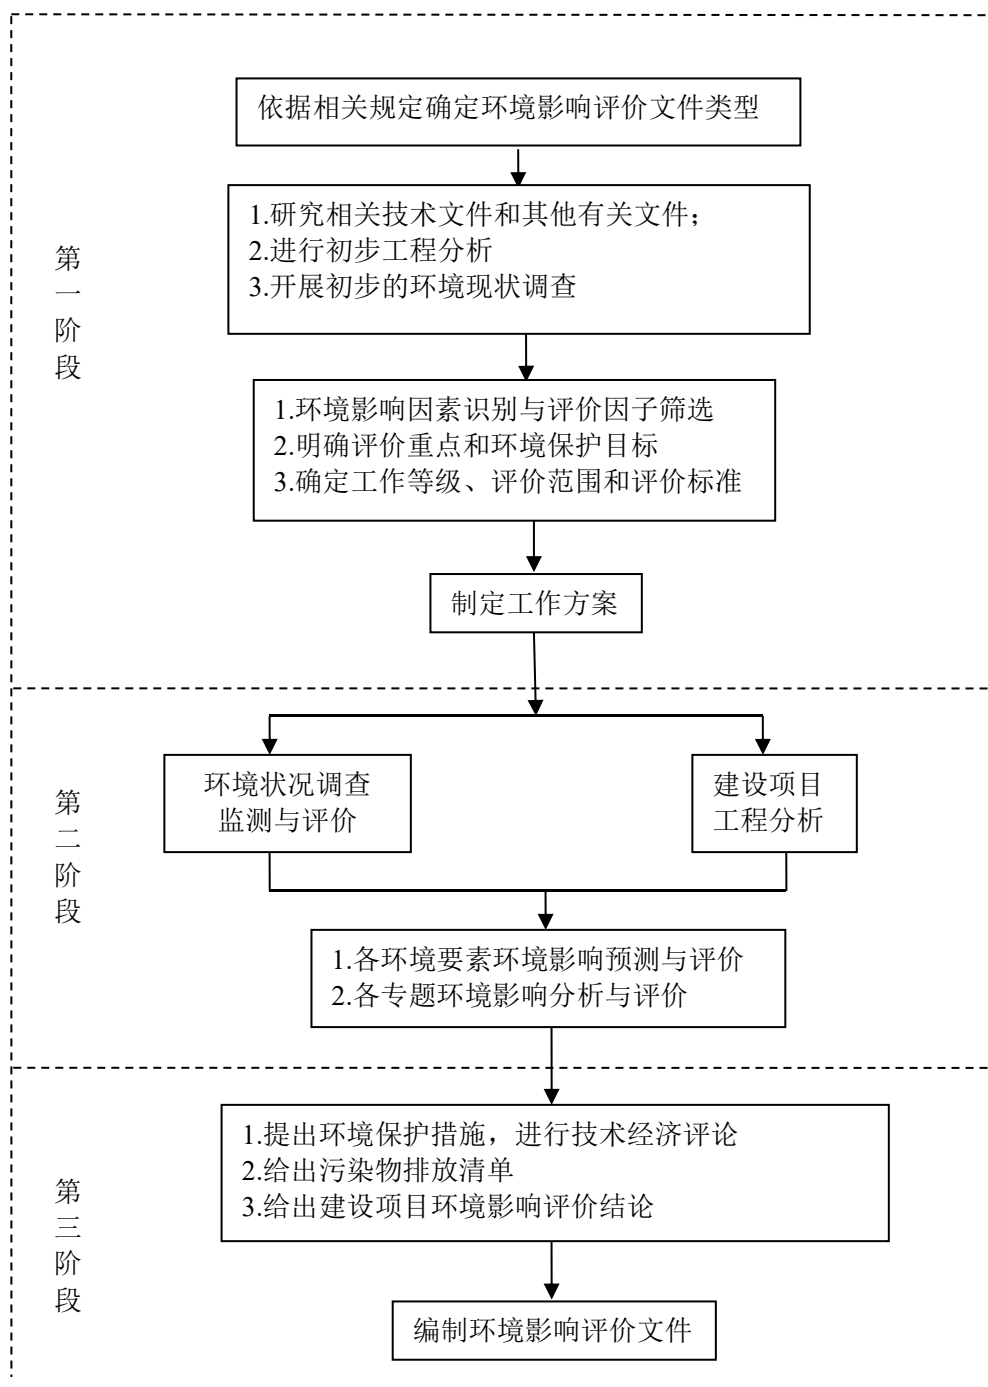 依据相关规定确定环境影响评价文件类型
第一阶段
1.研究相关技术文件和其他有关文件；
2.进行初步工程分析
3.开展初步的环境现状调查
1.环境影响因素识别与评价因子筛选
2.明确评价重点和环境保护目标
3.确定工作等级、评价范围和评价标准
制定工作方案
第二阶段
环境状况调查
监测与评价
建设项目
工程分析
1.各环境要素环境影响预测与评价
2.各专题环境影响分析与评价
第三阶段
1.提出环境保护措施，进行技术经济评论
2.给出污染物排放清单
3.给出建设项目环境影响评价结论
编制环境影响评价文件